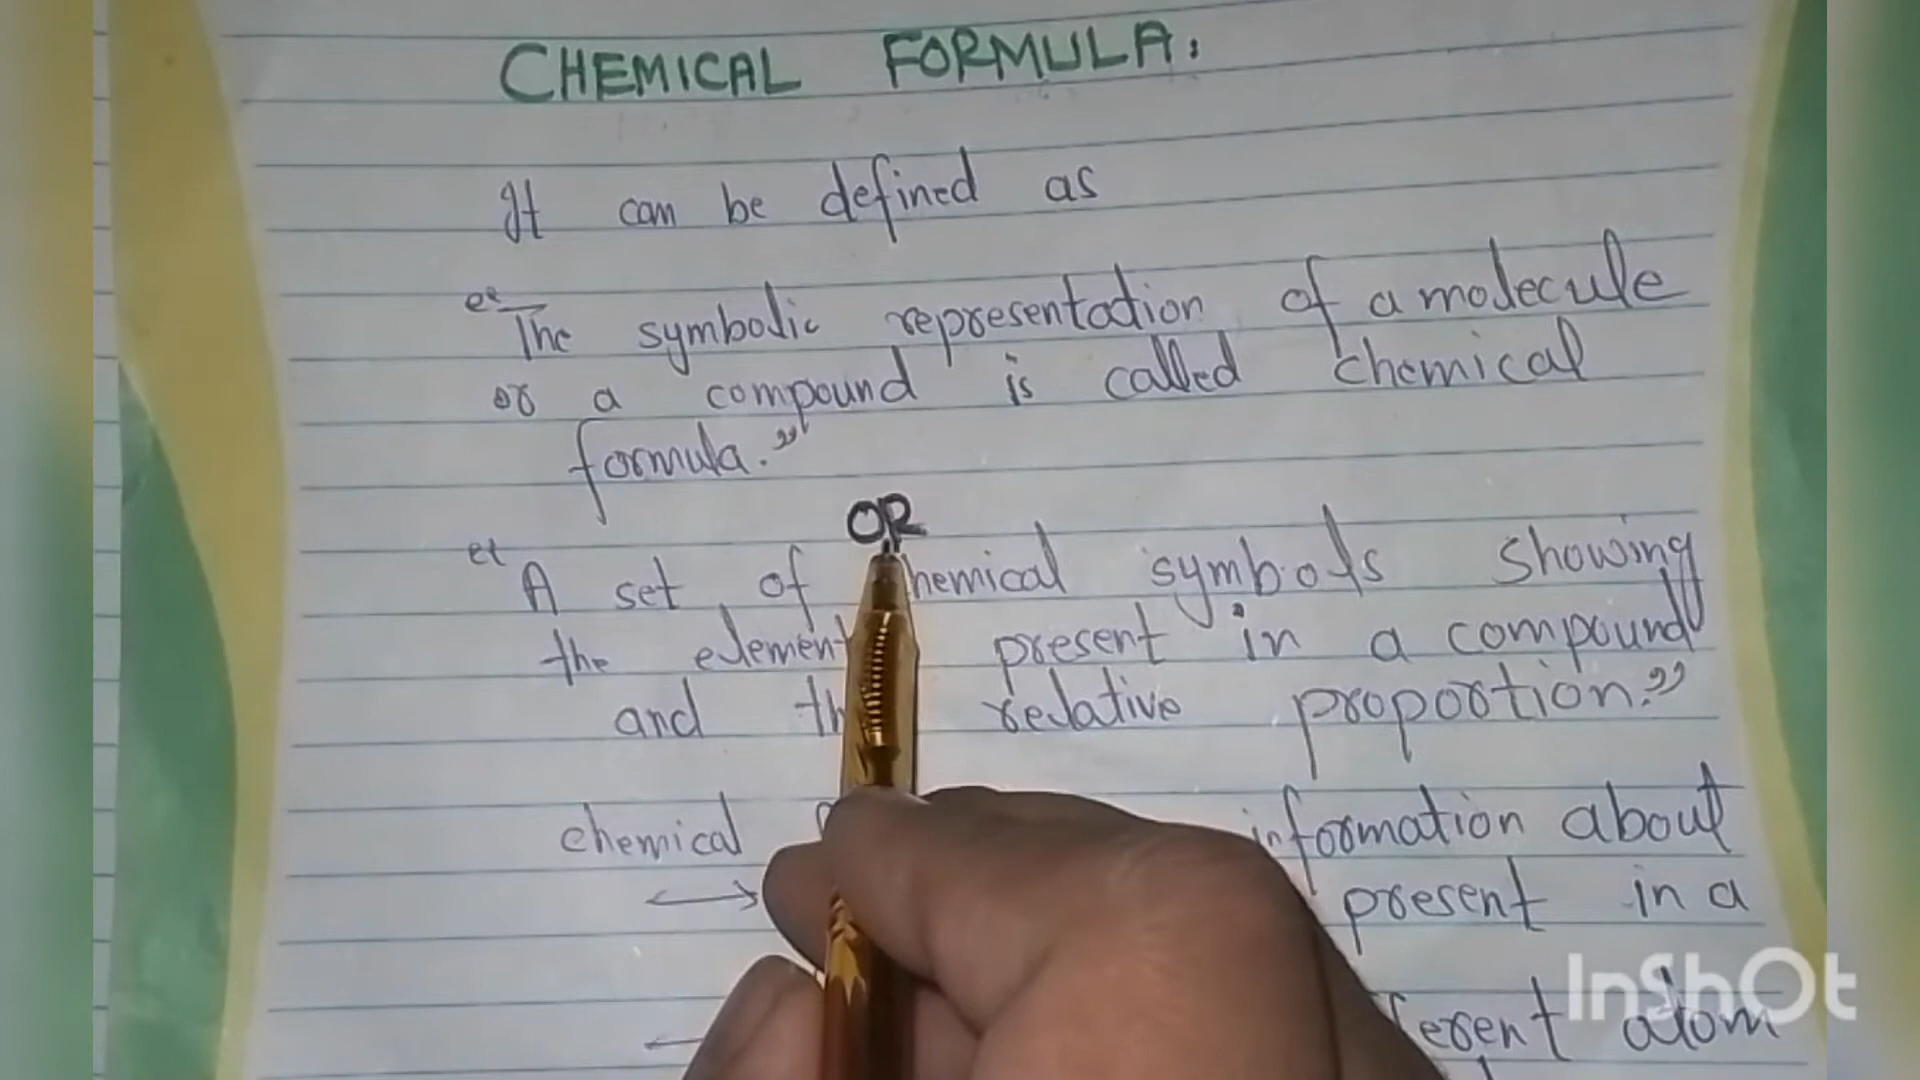 CHEMICAL FORMULA:
It can be defined as
"The symbolic representation of a molecule
or a compound is called chemical
formula."
OR
"A set of hemical symbols showing
the element present in a compound
and relative proportion."
chemical information about
present in a
atom
InShOt